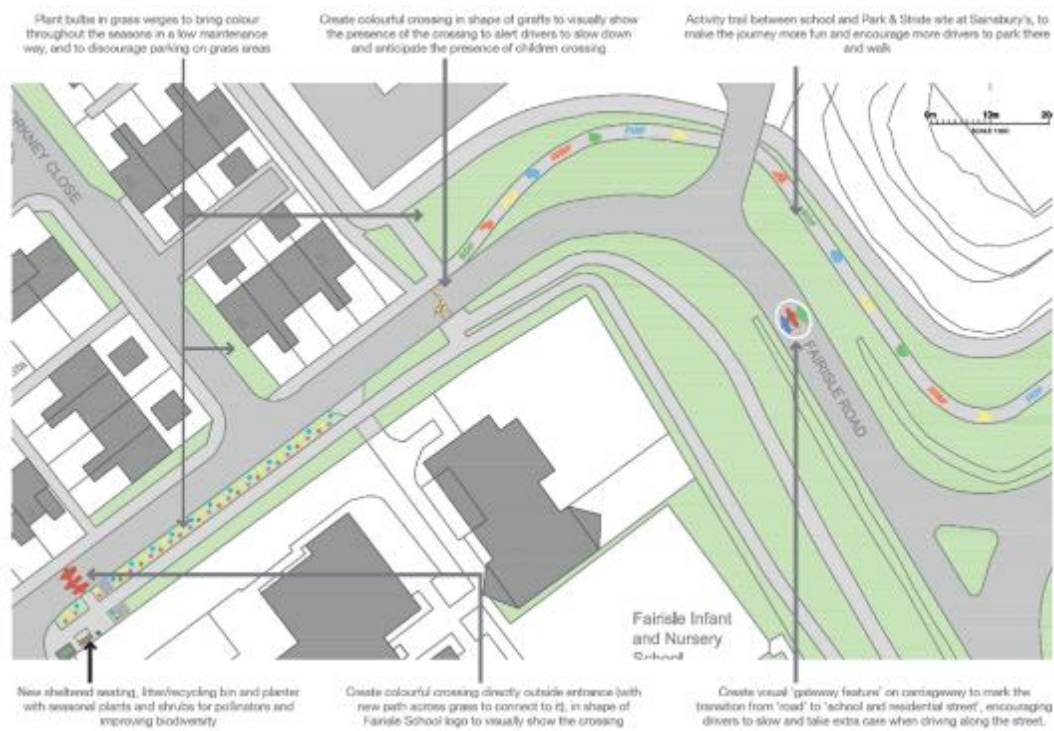 Plant bulbs in grass verges to bring colour
throughout the seasons in a low maintenance
way, and to discourage parking on grass areas
Create colourful crossing in shape of giraffe to visually show
the presence of the crossing to alert drivers to slow down
and anticipate the presence of children crossing
Activity trail between school and Park & Stride site at Sainsbury's, to
make the journey more fun and encourage more drivers to park there
and walk
ORKNEY CLOSE
0m 10m 20
FAIRISLE ROAD
Fairisle Infant
and Nursery
School
New sheltered seating, litter/recycling bin and planter
with seasonal plants and shrubs for pollinators and
improving biodiversity
Create colourful crossing directly outside entrance (with
new path across grass to connect to it), in shape of
Fairisle School logo to visually show the crossing
Create visual 'gateway feature' on carriageway to mark the
transition from 'road' to 'school and residential street', encouraging
drivers to slow and take extra care when driving along the street.